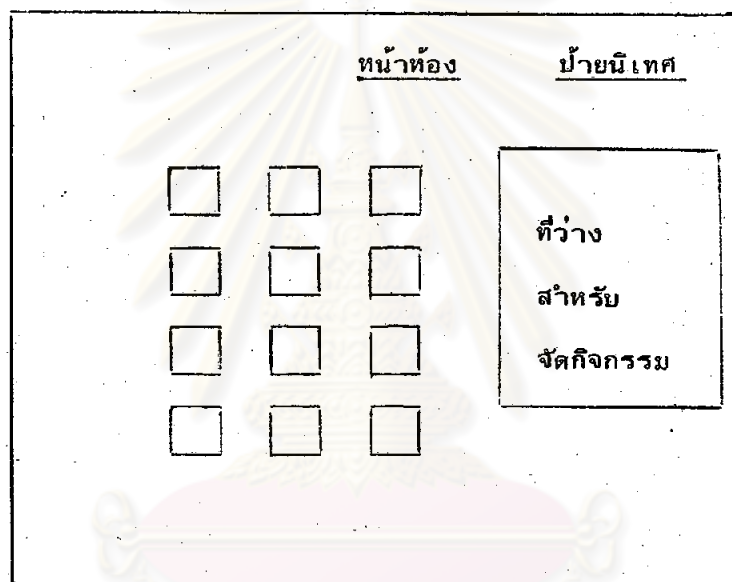 หน้าห้อง ป้ายนิเทศ
ที่ว่าง
สำหรับ
จัดกิจกรรม